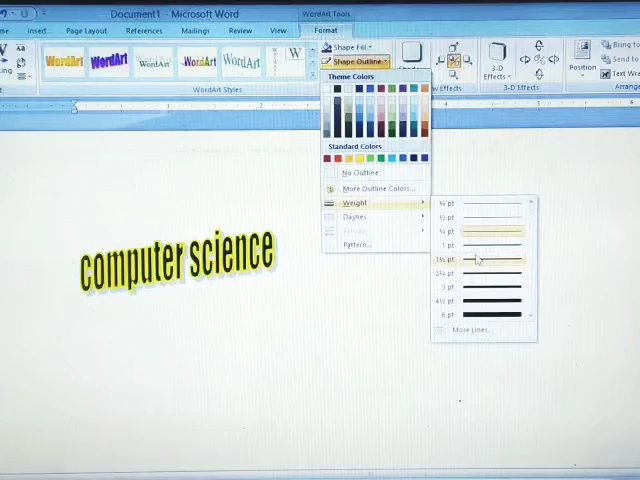 Document1 - Microsoft Word
WordArt Tools
Insert
Page Layout
References
Mailings
Review
View
Format
WordArt
WordArt
WordArt
WordArt
WordArt
W
WordArt Styles
Shape Fill
Shape Outline
Effects
3-D
Effects
3-D Effects
Position
Bring to
Send to
Text Wra
Arrange
Theme Colors
Standard Colors
No Outline
More Outline Colors...
Weight
Dashes
Pattern...
¼ pt
½ pt
¾ pt
1 pt
1½ pt
2¼ pt
3 pt
4½ pt
6 pt
More Lines...
computer science